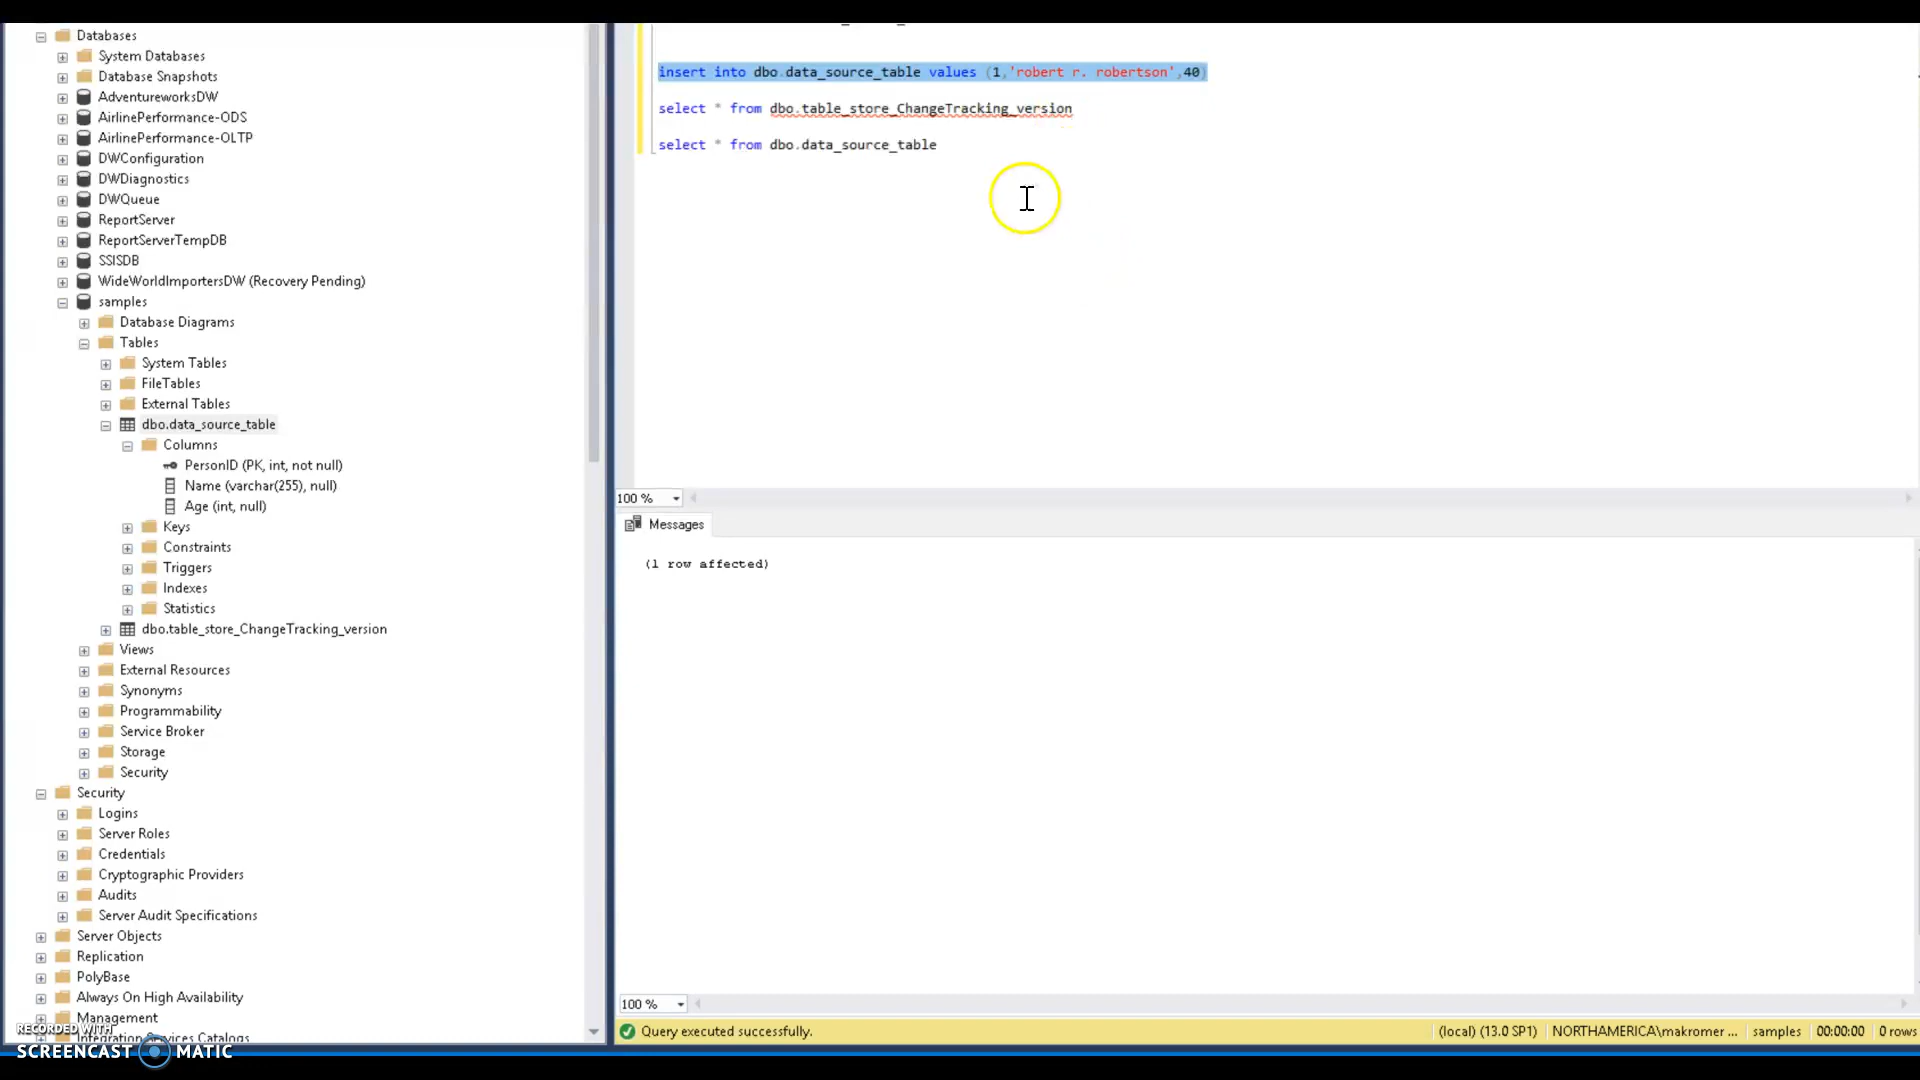 Databases
System Databases
Database Snapshots
AdventureworksDW
AirlinePerformance-ODS
AirlinePerformance-OLTP
DWConfiguration
DWDiagnostics
DWQueue
ReportServer
ReportServerTempDB
SSISDB
WideWorldImportersDW (Recovery Pending)
samples
Database Diagrams
Tables
System Tables
FileTables
External Tables
dbo.data_source_table
Columns
PersonID (PK, int, not null)
Name (varchar(255), null)
Age (int, null)
Keys
Constraints
Triggers
Indexes
Statistics
dbo.table_store_ChangeTracking_version
Views
External Resources
Synonyms
Programmability
Service Broker
Storage
Security
Security
Logins
Server Roles
Credentials
Cryptographic Providers
Audits
Server Audit Specifications
Server Objects
Replication
PolyBase
Always On High Availability
Management
Integration Services Catalogs
RECORDED WITH
SCREENCAST MATIC
insert into dbo.data_source_table values (1,'robert r. robertson',40)
select * from dbo.table_store_ChangeTracking_version
select * from dbo.data_source_table
100 %
Messages
(1 row affected)
100 %
Query executed successfully.
(local) (13.0 SP1)
NORTHAMERICA\makromer ...
samples
00:00:00
0 rows